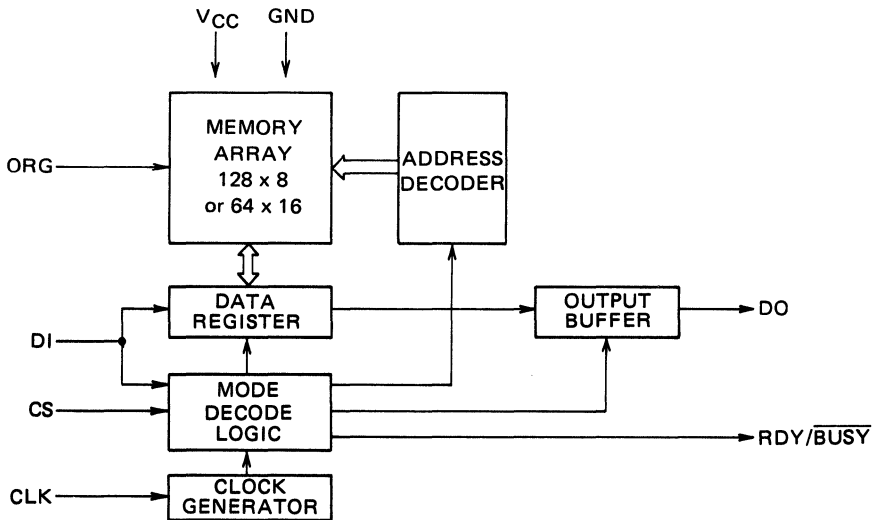 VCC GND
MEMORY
ARRAY
128 x 8
or 64 x 16
ADDRESS
DECODER
ORG
DATA
REGISTER
OUTPUT
BUFFER
DO
DI
MODE
DECODE
LOGIC
CS
RDY/BUSY
CLOCK
GENERATOR
CLK